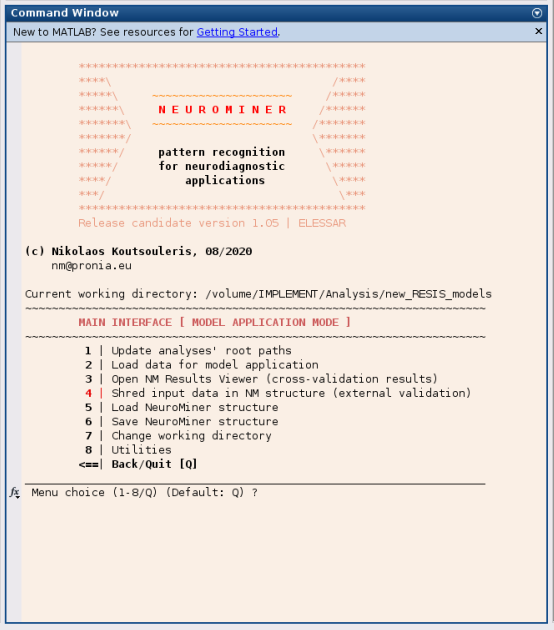 Command Window
New to MATLAB? See resources for Getting Started.
*******************************************
****\ /****
*****\ ~~~~~~~~~~~~~~~~~~~~~ /*****
******\ N E U R O M I N E R /******
*******\ ~~~~~~~~~~~~~~~~~~~~~ /*******
*******/ \*******
******/ pattern recognition \******
*****/ for neurodiagnostic \*****
****/ applications \****
***/ \***
*******************************************
Release candidate version 1.05 | ELESSAR
(c) Nikolaos Koutsouleris, 08/2020
nm@pronia.eu
Current working directory: /volume/IMPLEMENT/Analysis/new_RESIS_models
~~~~~~~~~~~~~~~~~~~~~~~~~~~~~~~~~~~~~~~~~~~~~~~~~~~~~~~~~~~~~~~~~~~~~
MAIN INTERFACE [ MODEL APPLICATION MODE ]
~~~~~~~~~~~~~~~~~~~~~~~~~~~~~~~~~~~~~~~~~~~~~~~~~~~~~~~~~~~~~~~~~~~~~
1 | Update analyses' root paths
2 | Load data for model application
3 | Open NM Results Viewer (cross-validation results)
4 | Shred input data in NM structure (external validation)
5 | Load NeuroMiner structure
6 | Save NeuroMiner structure
7 | Change working directory
8 | Utilities
<==| Back/Quit [Q]
_____________________________________________________________________
fx Menu choice (1-8/Q) (Default: Q) ?